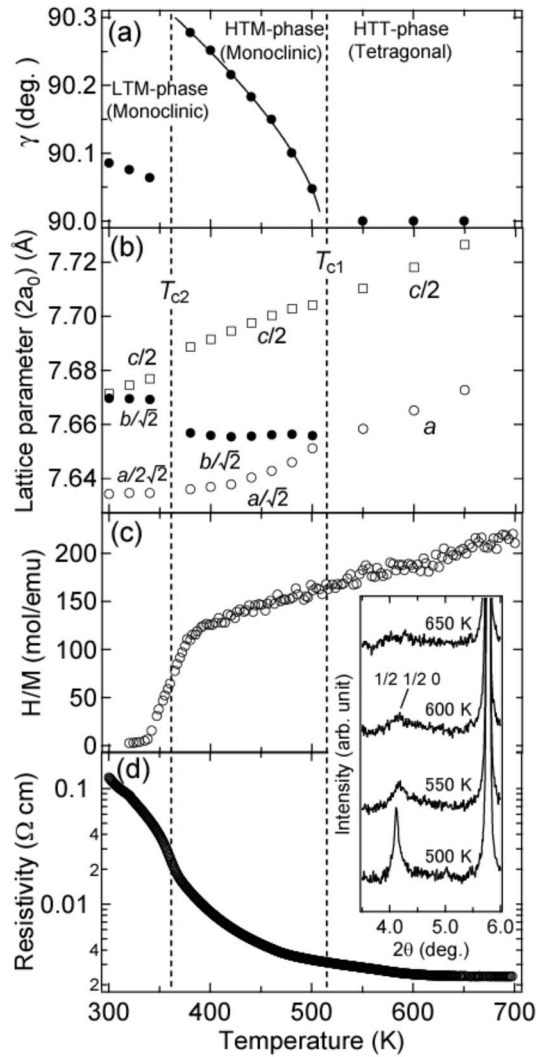 90.3
(a)
HTM-phase
(Monoclinic)
HTT-phase
(Tetragonal)
90.2
LTM-phase
(Monoclinic)
γ (deg.)
90.1
90.0
(b)
7.72
Tc2
Tc1
c/2
7.70
c/2
c/2
7.68
b/√2
7.66
b/√2
a
a/2√2
a/√2
7.64
Lattice parameter (2a0) (Å)
(c)
200
150
100
50
0
H/M (mol/emu)
650 K
1/2 1/2 0
600 K
550 K
500 K
Intensity (arb. unit)
4.0
5.0
6.0
2θ (deg.)
(d)
0.1
4
2
0.01
4
2
Resistivity (Ω cm)
300
400
500
600
700
Temperature (K)